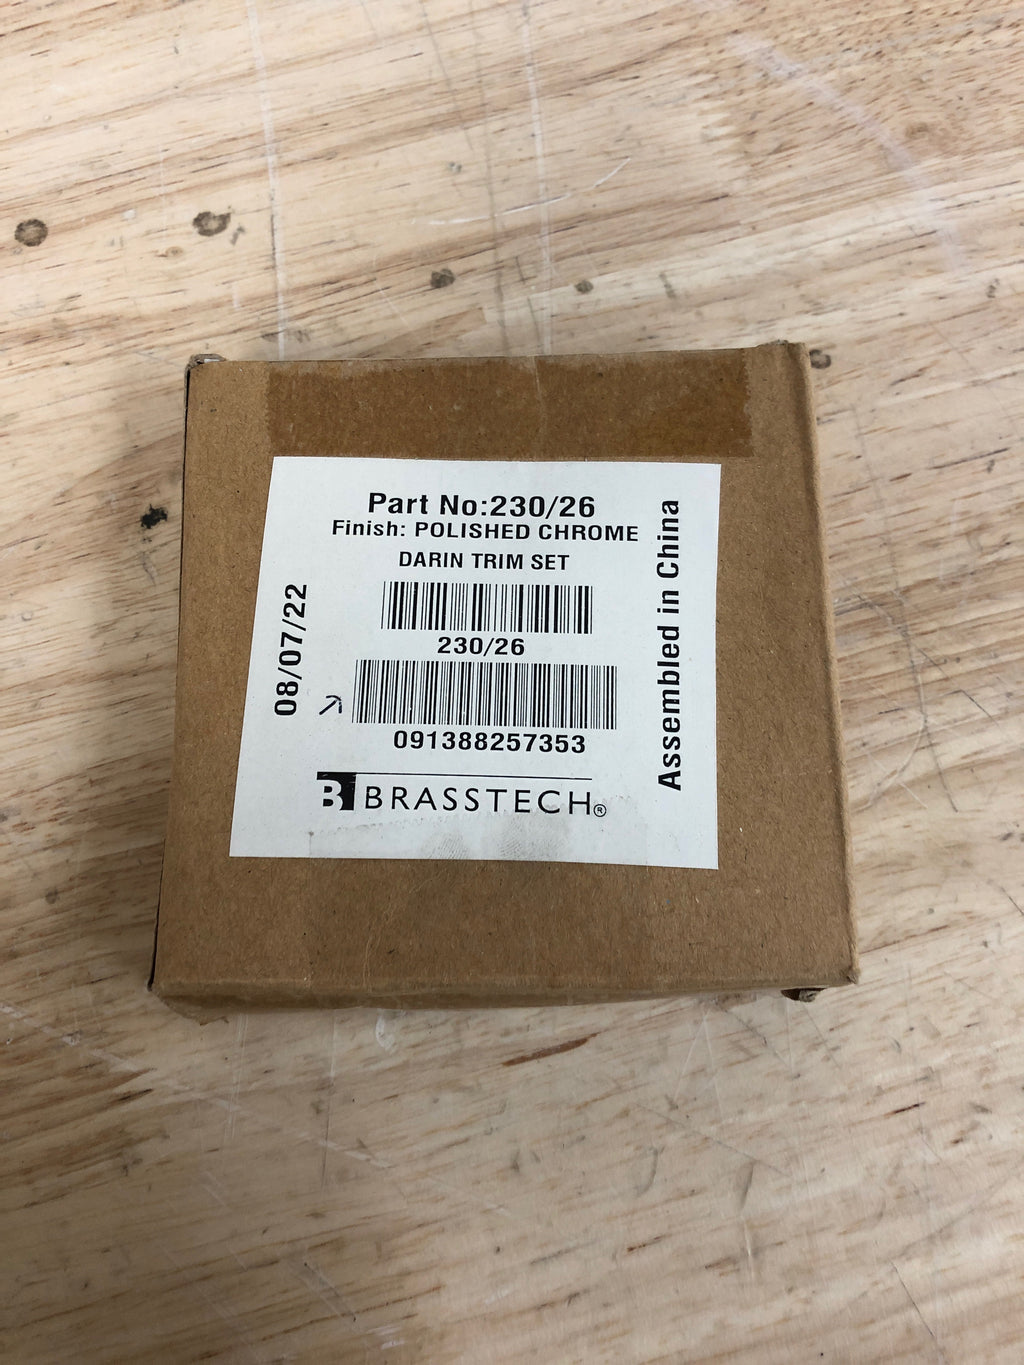 Part No:230/26
Finish: POLISHED CHROME
DARIN TRIM SET
230/26
091388257353
B BRASSTECH®
08/07/22
Assembled in China